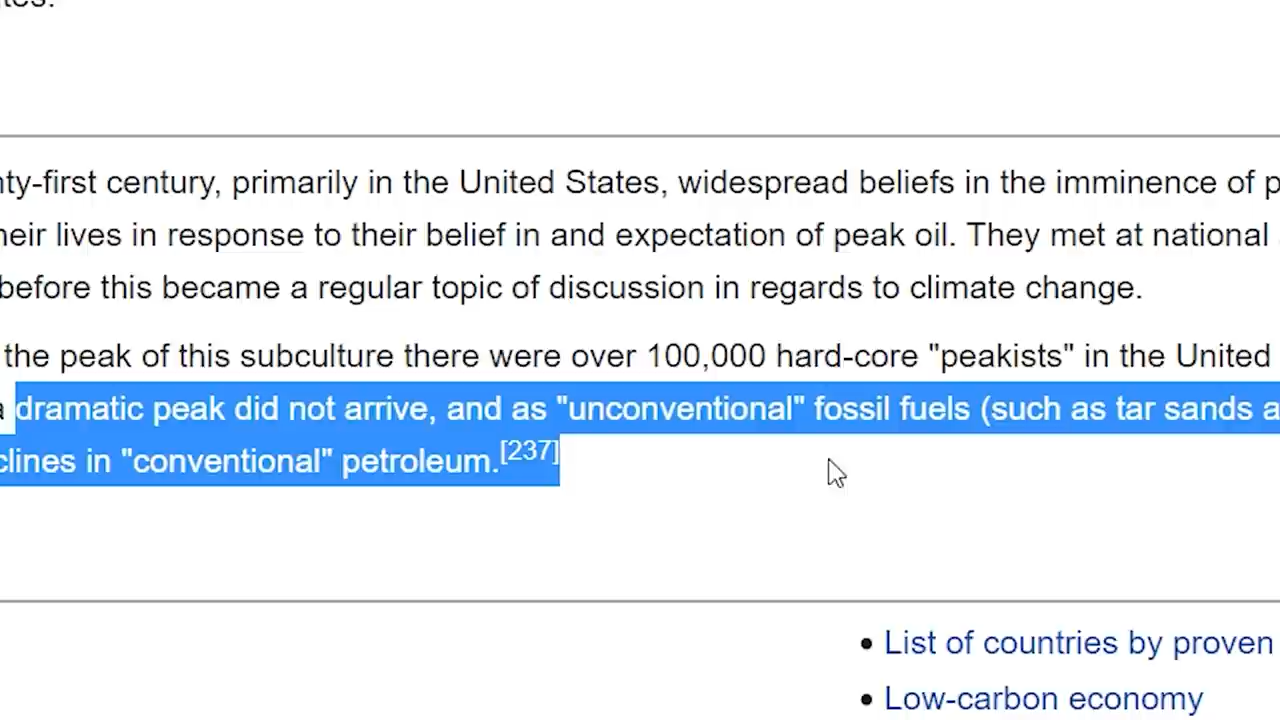 nty-first century, primarily in the United States, widespread beliefs in the imminence of p
heir lives in response to their belief in and expectation of peak oil. They met at national
before this became a regular topic of discussion in regards to climate change.
the peak of this subculture there were over 100,000 hard-core "peakists" in the United
a dramatic peak did not arrive, and as "unconventional" fossil fuels (such as tar sands a
clines in "conventional" petroleum.[237]
• List of countries by proven
• Low-carbon economy